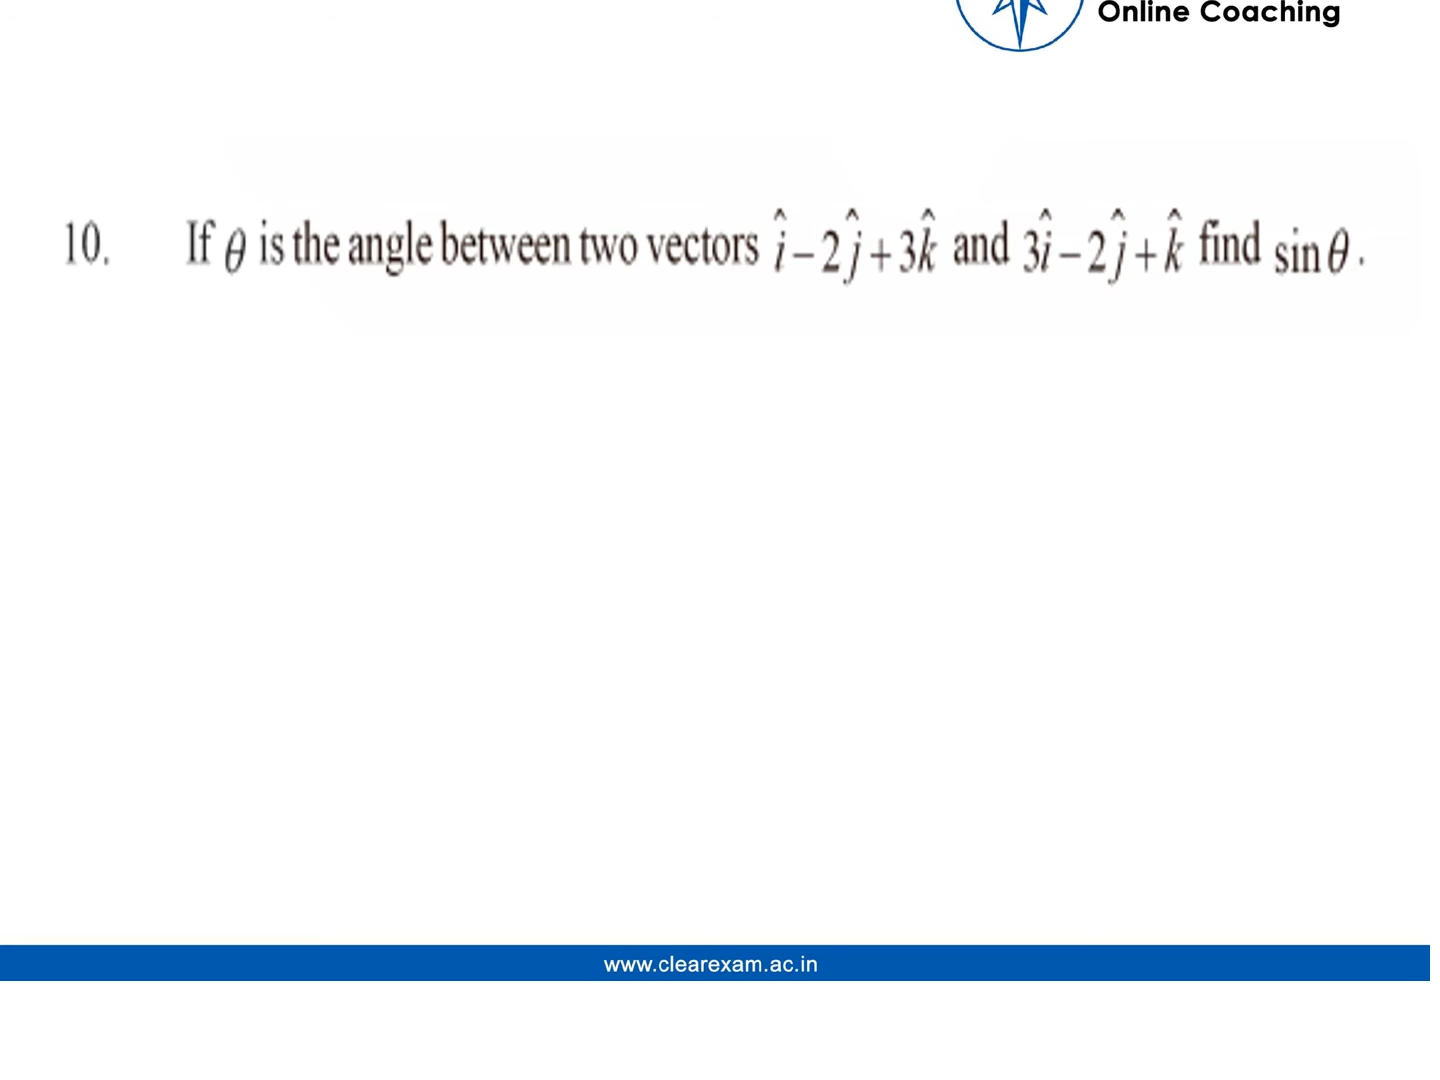 Online Coaching
10. If θ is the angle between two vectors î – 2ĵ + 3k̂ and 3î – 2ĵ + k̂ find sin θ .
www.clearexam.ac.in